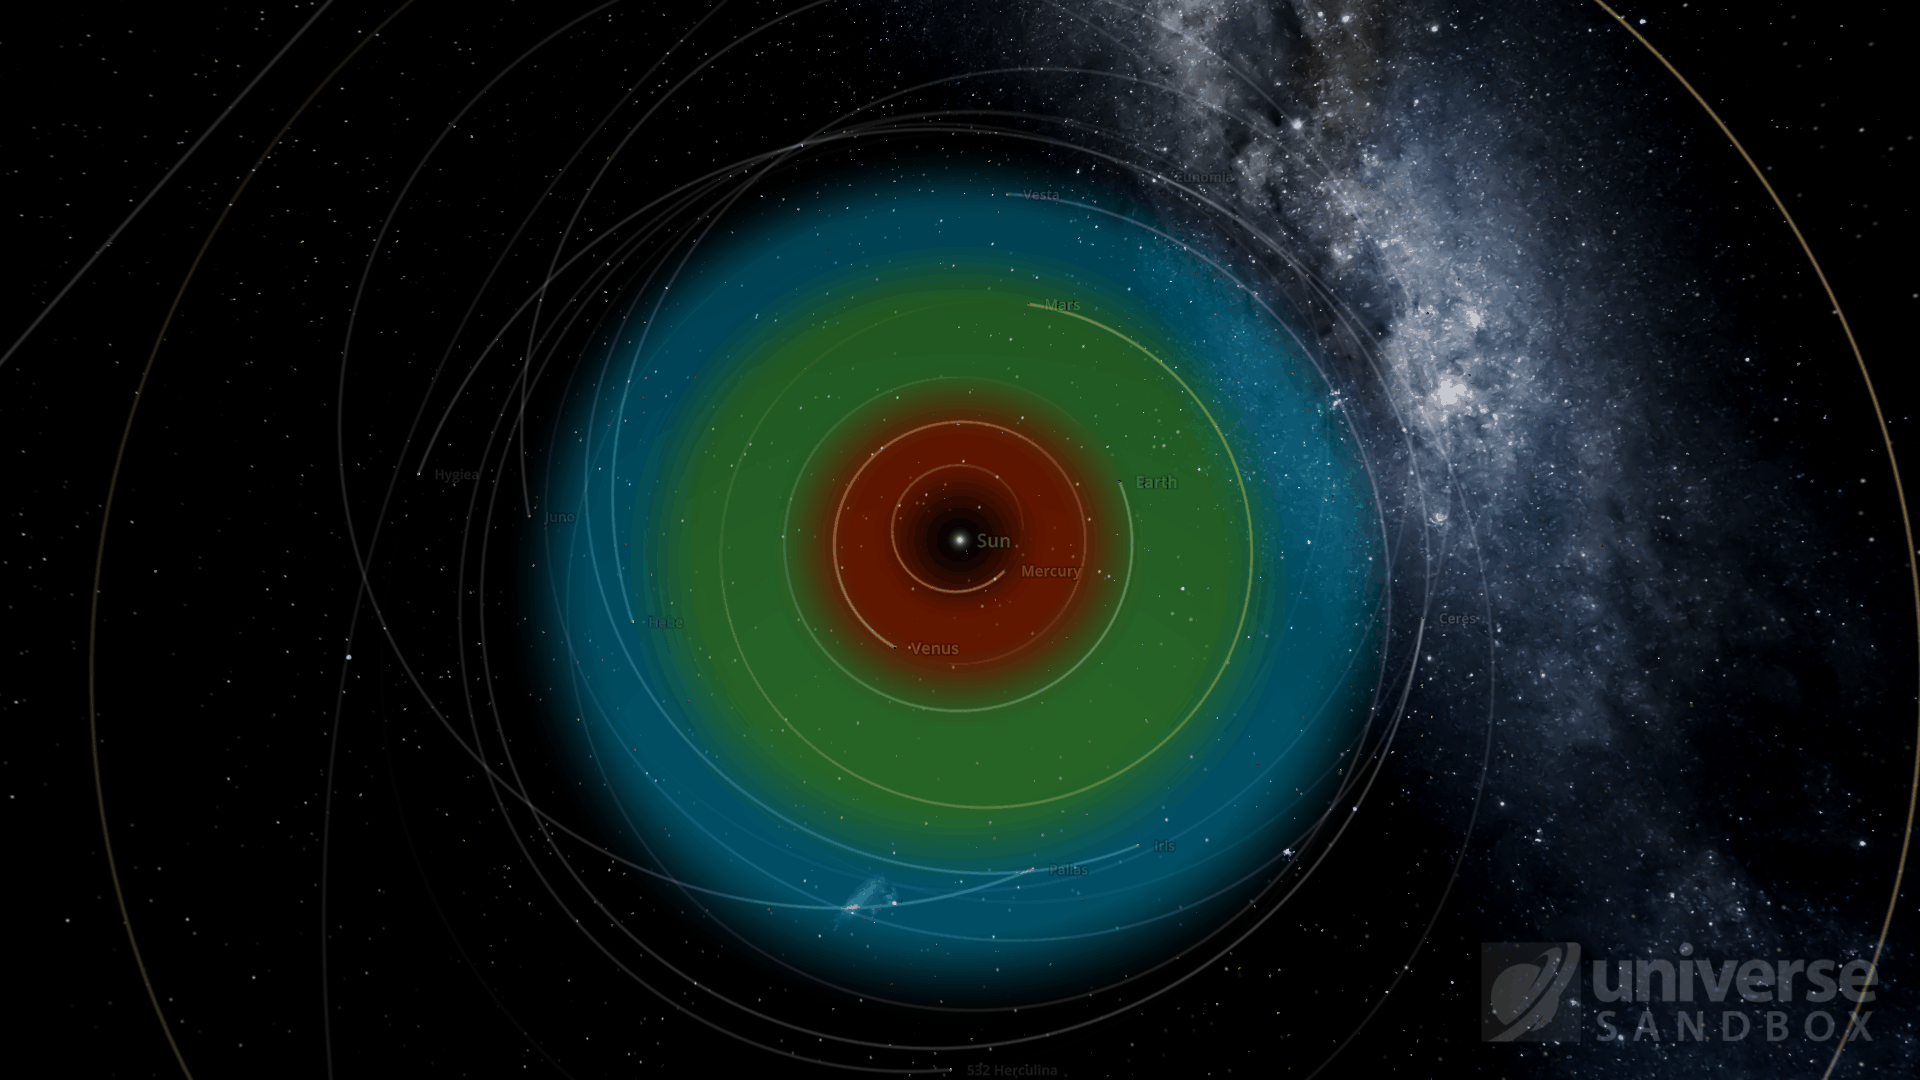 Eunomia
Vesta
Mars
Hygiea
Earth
Juno
Sun
Mercury
Hebe
Ceres
Venus
Iris
Pallas
universe
SANDBOX
532 Herculina